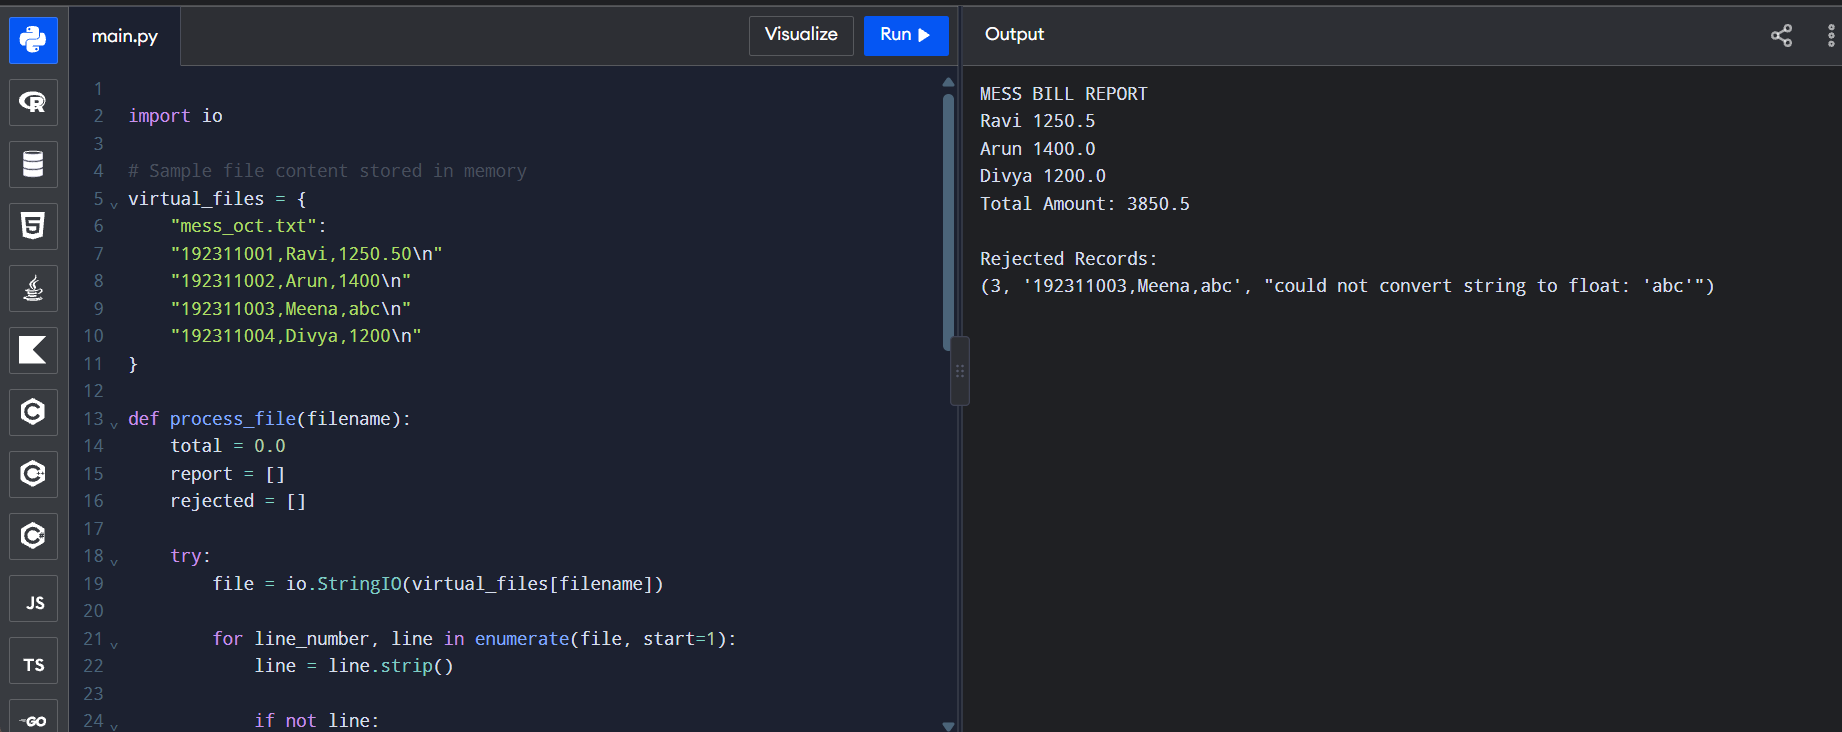 main.py
Visualize
Run
Output
1
2 import io
3
4 # Sample file content stored in memory
5 virtual_files = {
6     "mess_oct.txt":
7     "192311001,Ravi,1250.50\n"
8     "192311002,Arun,1400\n"
9     "192311003,Meena,abc\n"
10     "192311004,Divya,1200\n"
11 }
12
13 def process_file(filename):
14     total = 0.0
15     report = []
16     rejected = []
17
18     try:
19         file = io.StringIO(virtual_files[filename])
20
21         for line_number, line in enumerate(file, start=1):
22             line = line.strip()
23
24             if not line:
MESS BILL REPORT
Ravi 1250.5
Arun 1400.0
Divya 1200.0
Total Amount: 3850.5
Rejected Records:
(3, '192311003,Meena,abc', "could not convert string to float: 'abc'")
R
5
C
C
C
JS
TS
GO